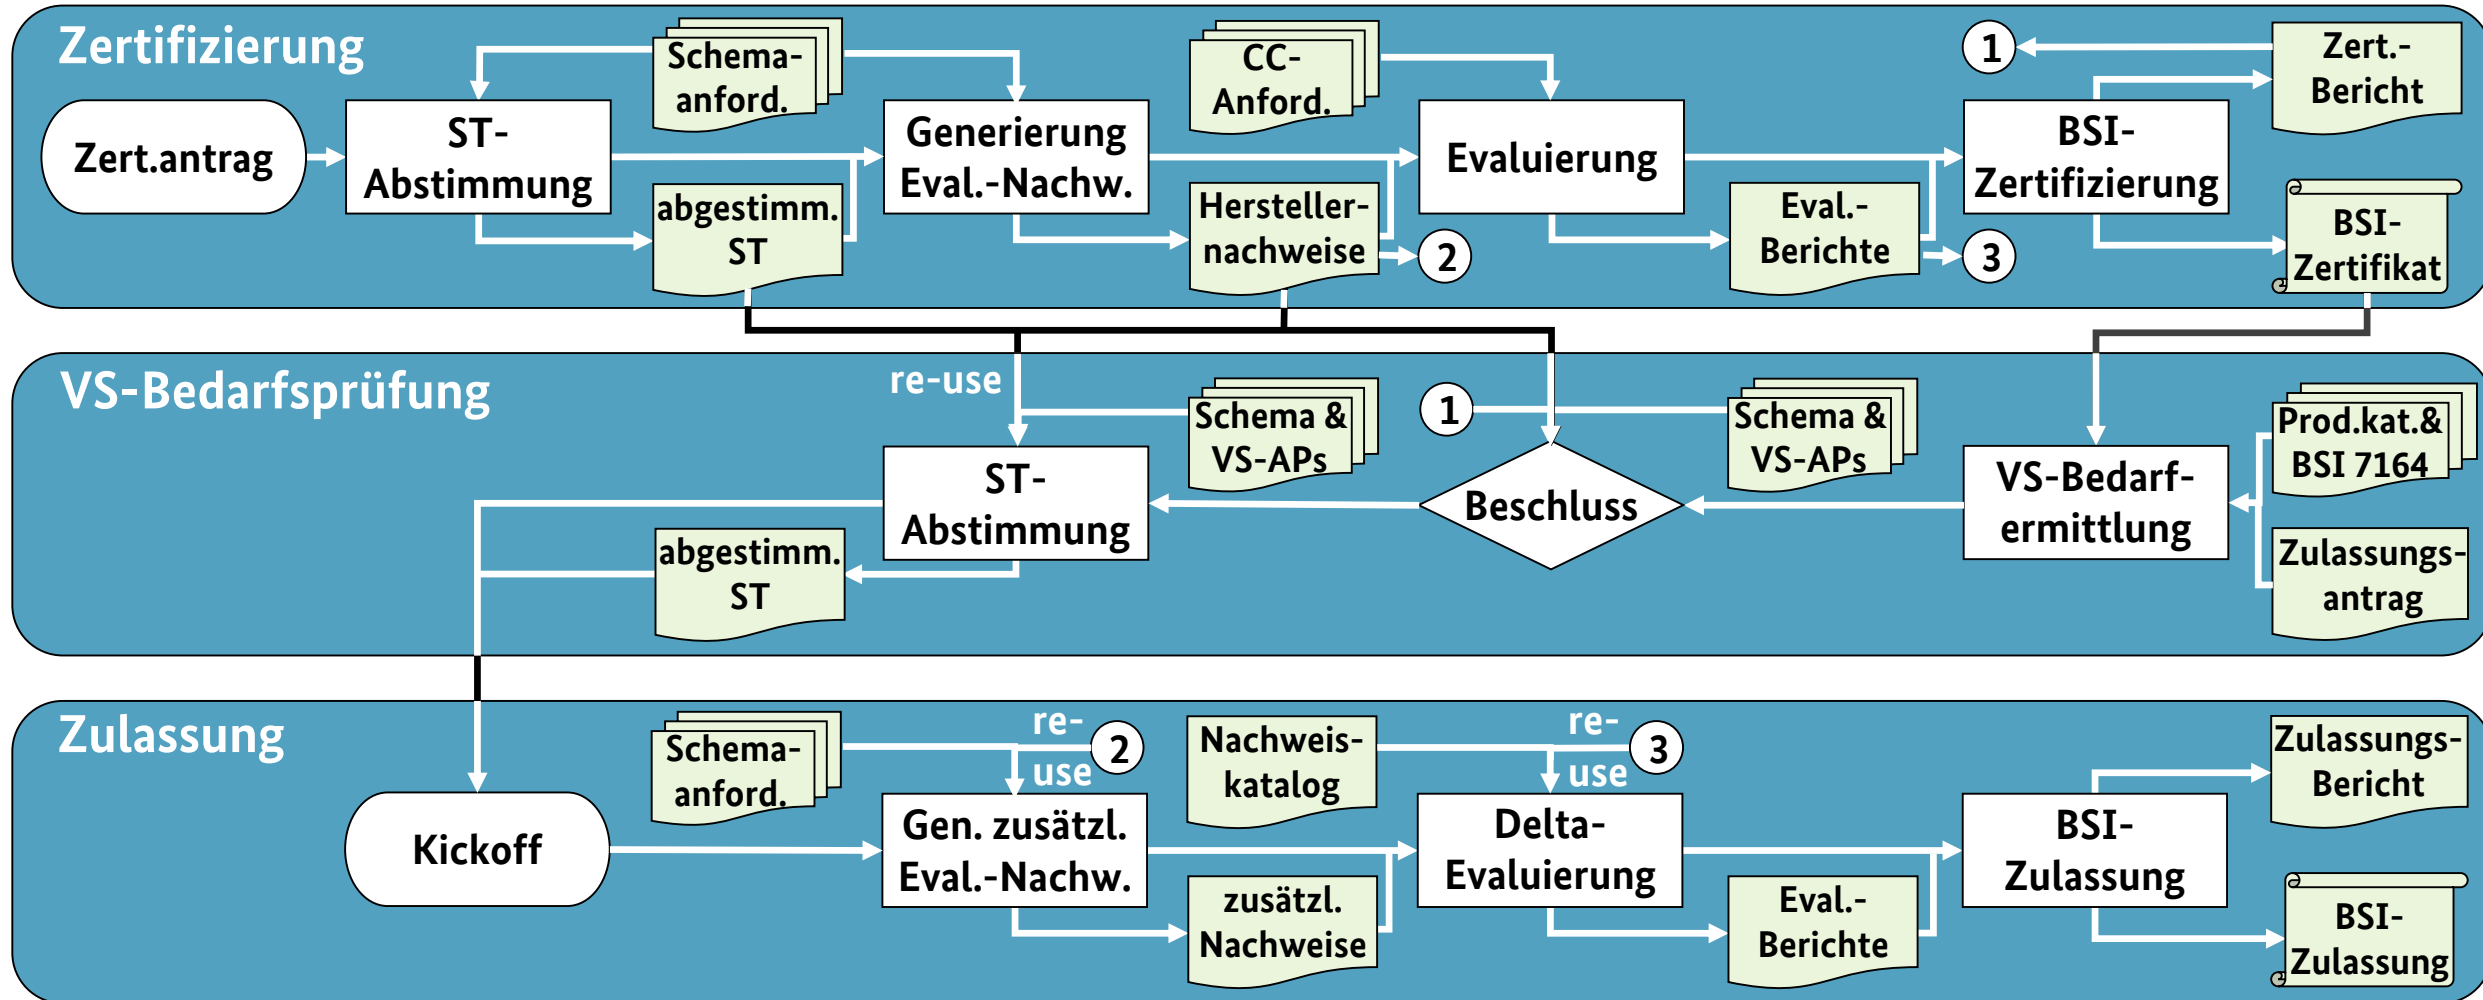 Zertifizierung
Zert.antrag
ST-
Abstimmung
Schema-
anford.
abgestimm.
ST
Generierung
Eval.-Nachw.
CC-
Anford.
Hersteller-
nachweise
2
Evaluierung
Eval.-
Berichte
3
BSI-
Zertifizierung
1
Zert.-
Bericht
BSI-
Zertifikat
VS-Bedarfsprüfung
re-use
Schema &
VS-APs
1
Schema &
VS-APs
Prod.kat.&
BSI 7164
ST-
Abstimmung
Beschluss
VS-Bedarf-
ermittlung
abgestimm.
ST
Zulassungs-
antrag
Zulassung
Kickoff
Schema-
anford.
re-
use
2
Gen. zusätzl.
Eval.-Nachw.
Nachweis-
katalog
zusätzl.
Nachweise
re-
use
3
Delta-
Evaluierung
Eval.-
Berichte
BSI-
Zulassung
Zulassungs-
Bericht
BSI-
Zulassung